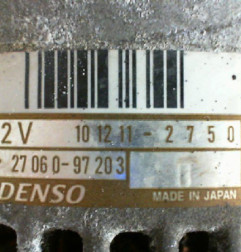 2V 101211-2750
27060-97203
DENSO MADE IN JAPAN